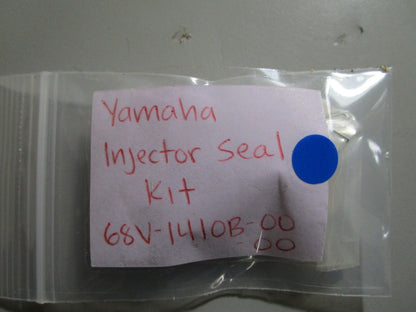 Yamaha
Injector Seal
Kit
68V-1410B-00
-00